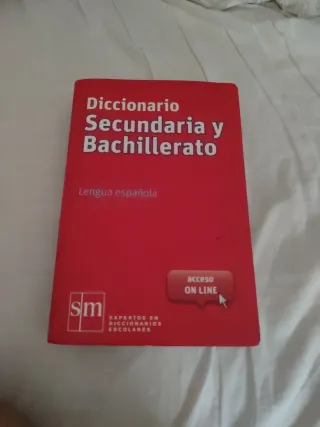 Diccionario
Secundaria y
Bachillerato
Lengua española
acceso
ON LINE
sm
EXPERTOS EN
DICCIONARIOS
ESCOLARES